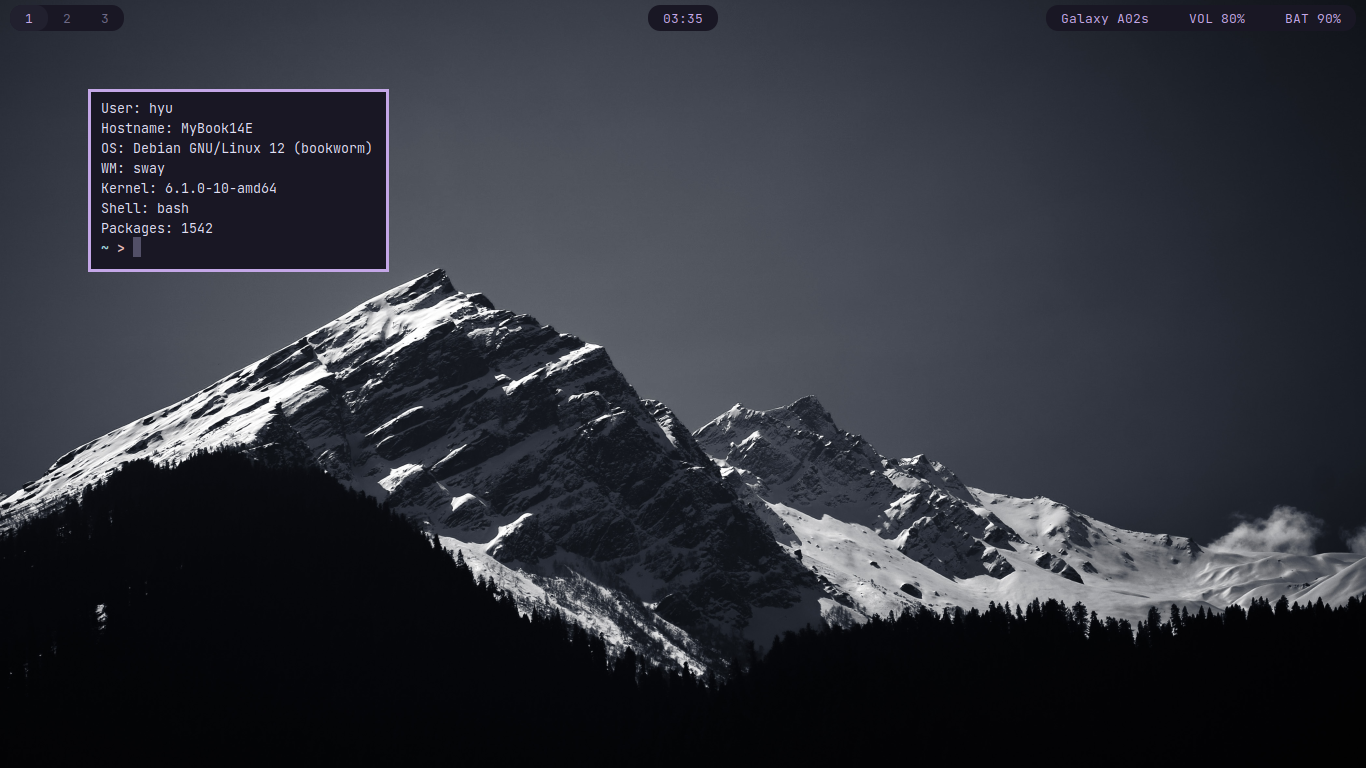 1 2 3
03:35
Galaxy A02s VOL 80% BAT 90%
User: hyu
Hostname: MyBook14E
OS: Debian GNU/Linux 12 (bookworm)
WM: sway
Kernel: 6.1.0-10-amd64
Shell: bash
Packages: 1542
~ >